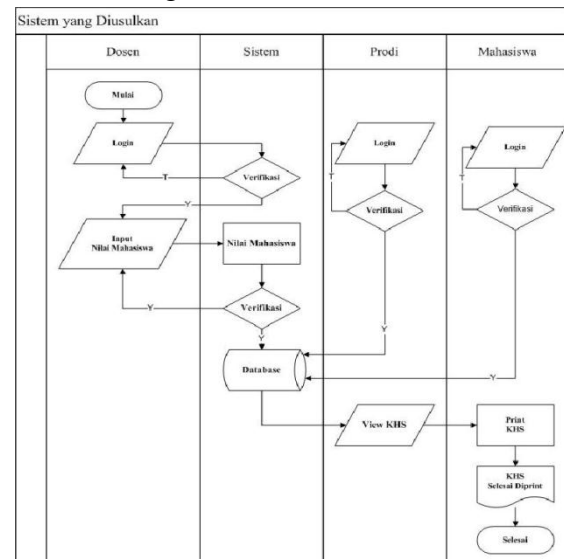 Sistem yang Diusulkan
Dosen
Sistem
Prodi
Mahasiswa
Mulai
Login
Login
Login
T
Verifikasi
T
Verifikasi
T
Verifikasi
Y
Input
Nilai Mahasiswa
Nilai Mahasiswa
Y
Verifikasi
Y
Y
Database
Y
View KHS
Print
KHS
KHS
Selesai Diprint
Selesai